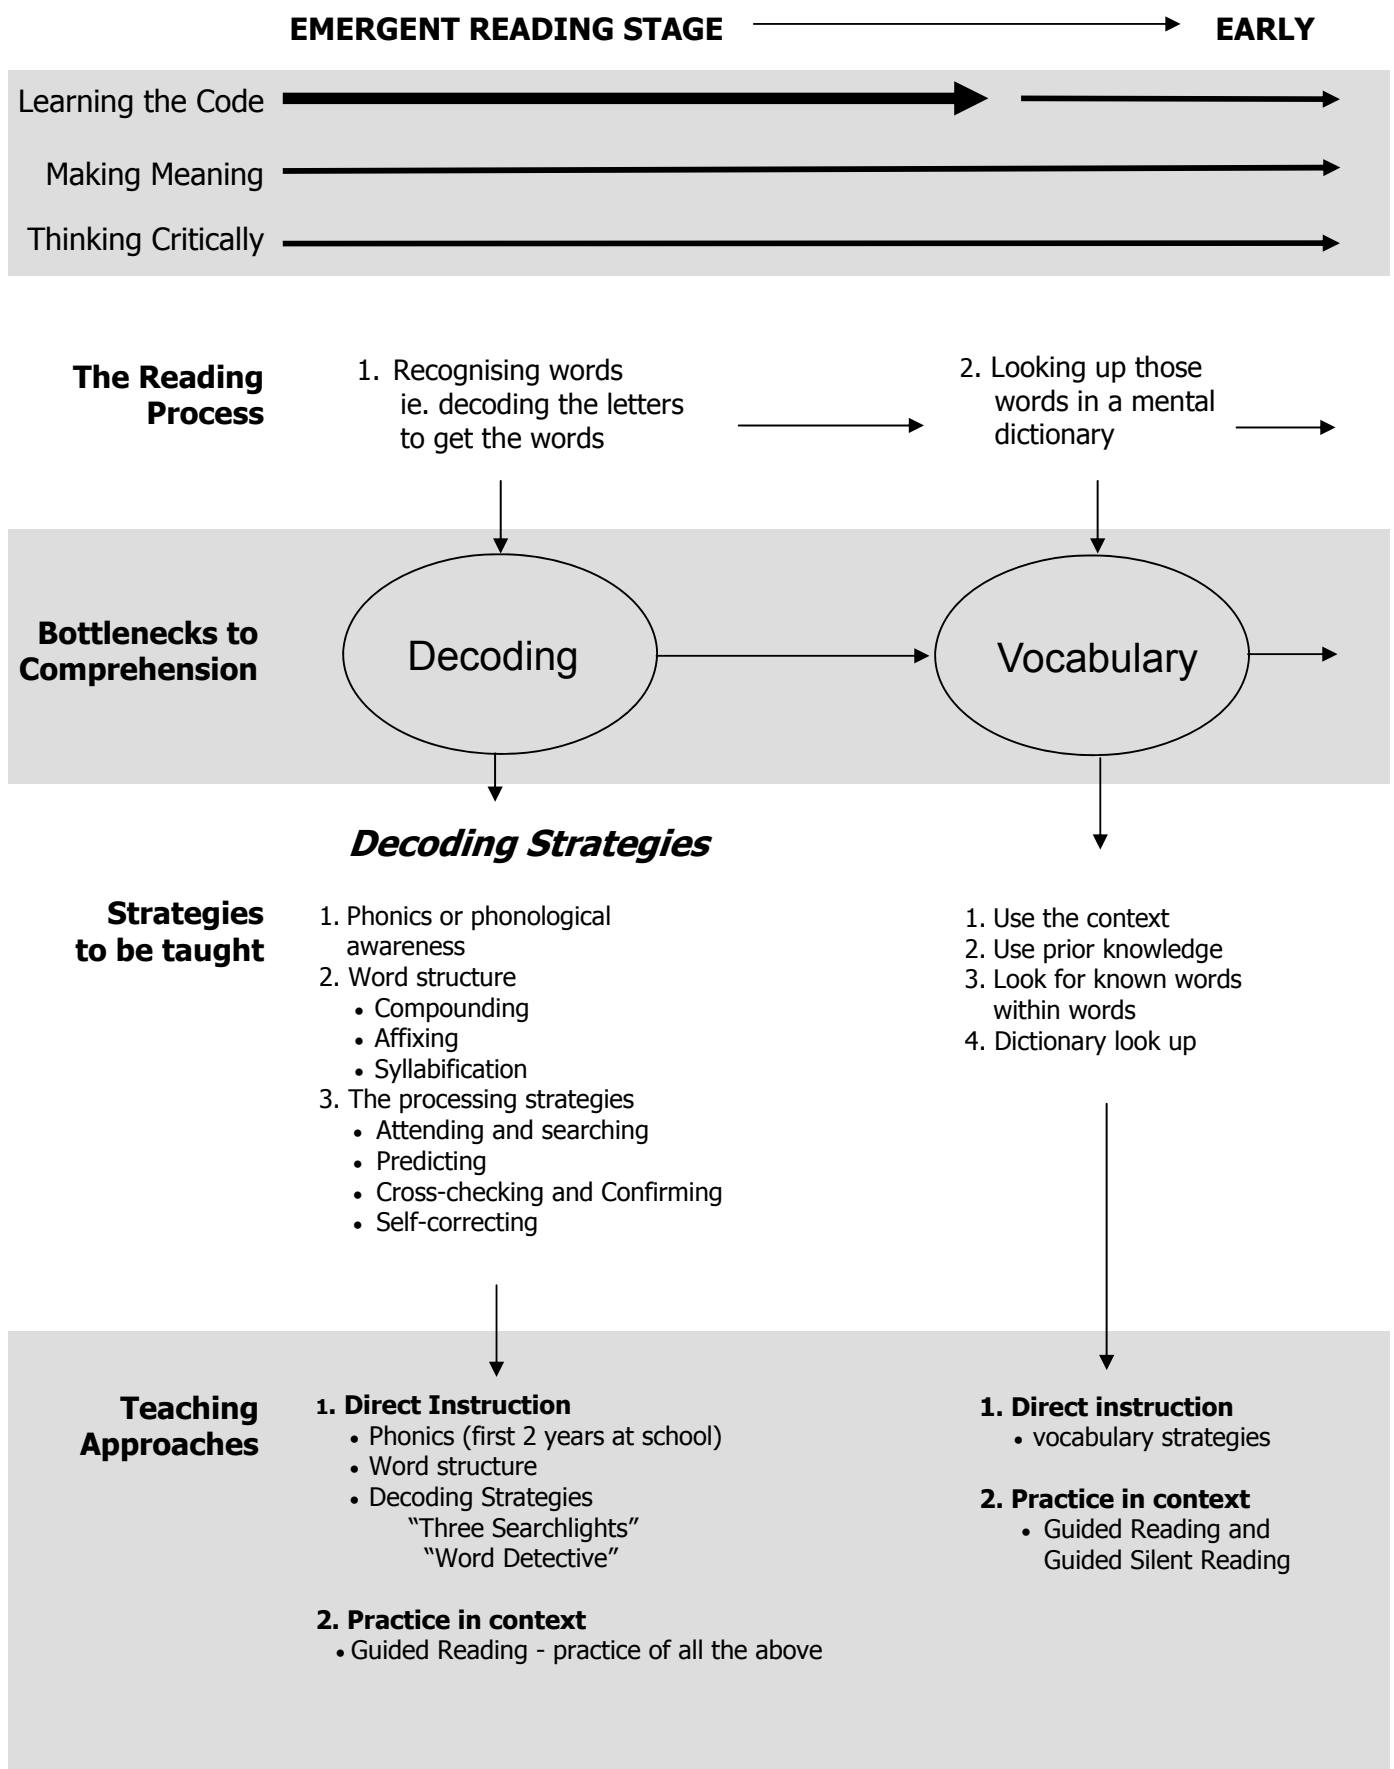 EMERGENT READING STAGE EARLY
Learning the Code
Making Meaning
Thinking Critically
The Reading
Process
1. Recognising words
ie. decoding the letters
to get the words
2. Looking up those
words in a mental
dictionary
Bottlenecks to
Comprehension
Decoding
Vocabulary
Decoding Strategies
Strategies
to be taught
1. Phonics or phonological
awareness
2. Word structure
• Compounding
• Affixing
• Syllabification
3. The processing strategies
• Attending and searching
• Predicting
• Cross-checking and Confirming
• Self-correcting
1. Use the context
2. Use prior knowledge
3. Look for known words
within words
4. Dictionary look up
Teaching
Approaches
1. Direct Instruction
• Phonics (first 2 years at school)
• Word structure
• Decoding Strategies
“Three Searchlights”
“Word Detective”
2. Practice in context
• Guided Reading - practice of all the above
1. Direct instruction
• vocabulary strategies
2. Practice in context
• Guided Reading and
Guided Silent Reading